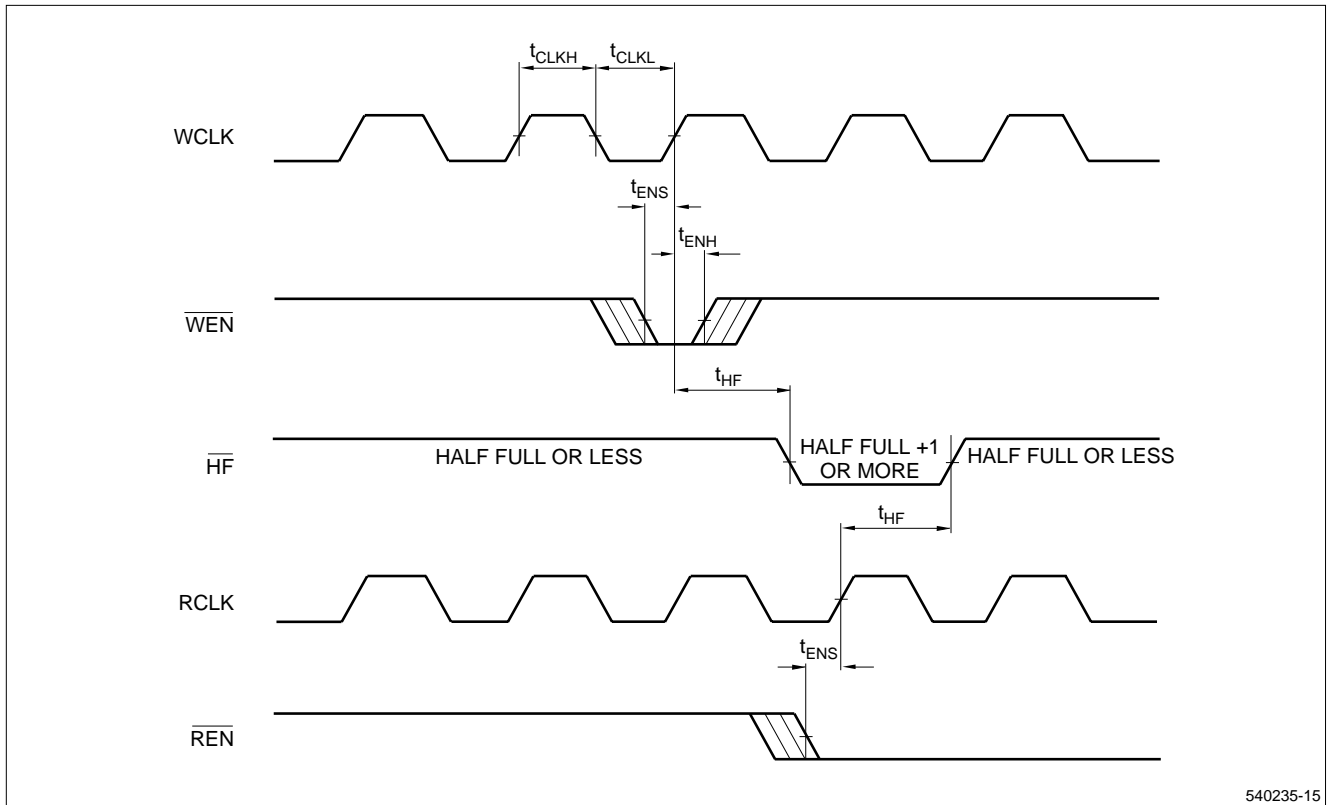 tCLKH tCLKL
WCLK
tENS
tENH
WEN
tHF
HF
HALF FULL OR LESS
HALF FULL +1
OR MORE
HALF FULL OR LESS
tHF
RCLK
tENS
REN
540235-15